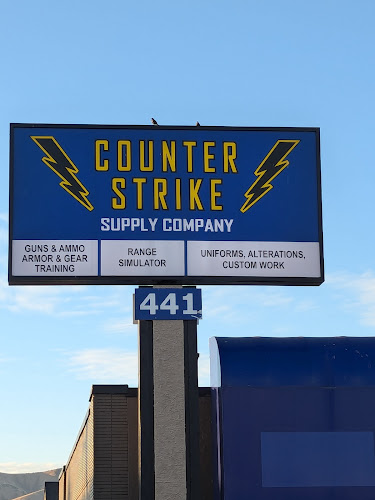 COUNTER
STRIKE
SUPPLY COMPANY
GUNS & AMMO
ARMOR & GEAR
TRAINING
RANGE
SIMULATOR
UNIFORMS, ALTERATIONS,
CUSTOM WORK
441